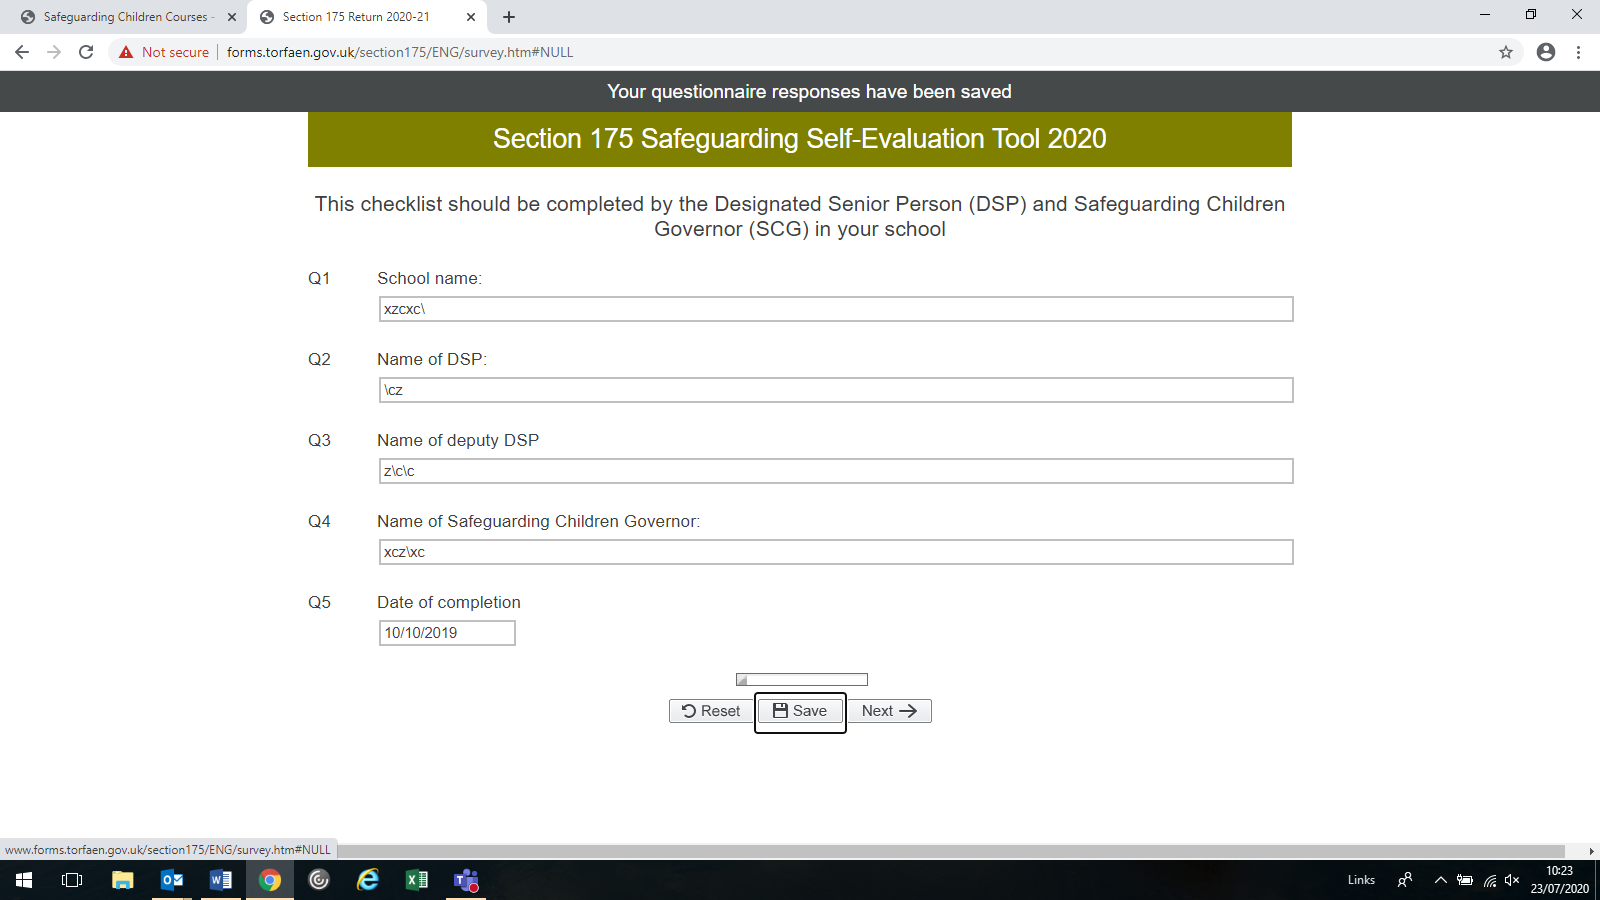 Safeguarding Children Courses -
Section 175 Return 2020-21
Not secure
forms.torfaen.gov.uk/section175/ENG/survey.htm#NULL
Your questionnaire responses have been saved
Section 175 Safeguarding Self-Evaluation Tool 2020
This checklist should be completed by the Designated Senior Person (DSP) and Safeguarding Children
Governor (SCG) in your school
Q1 School name:
xzcxc\
Q2 Name of DSP:
\cz
Q3 Name of deputy DSP
z\c\c
Q4 Name of Safeguarding Children Governor:
xcz\xc
Q5 Date of completion
10/10/2019
Reset Save Next
www.forms.torfaen.gov.uk/section175/ENG/survey.htm#NULL
Links
10:23
23/07/2020